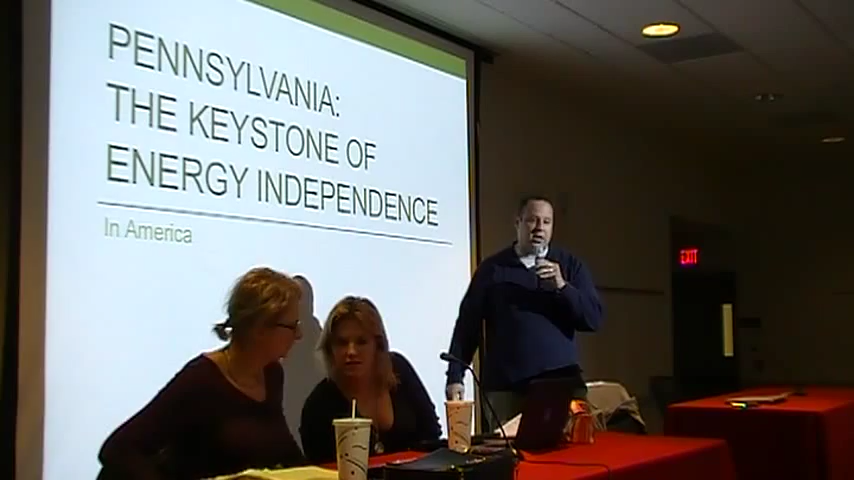 PENNSYLVANIA:
THE KEYSTONE OF
ENERGY INDEPENDENCE
In America
EXIT